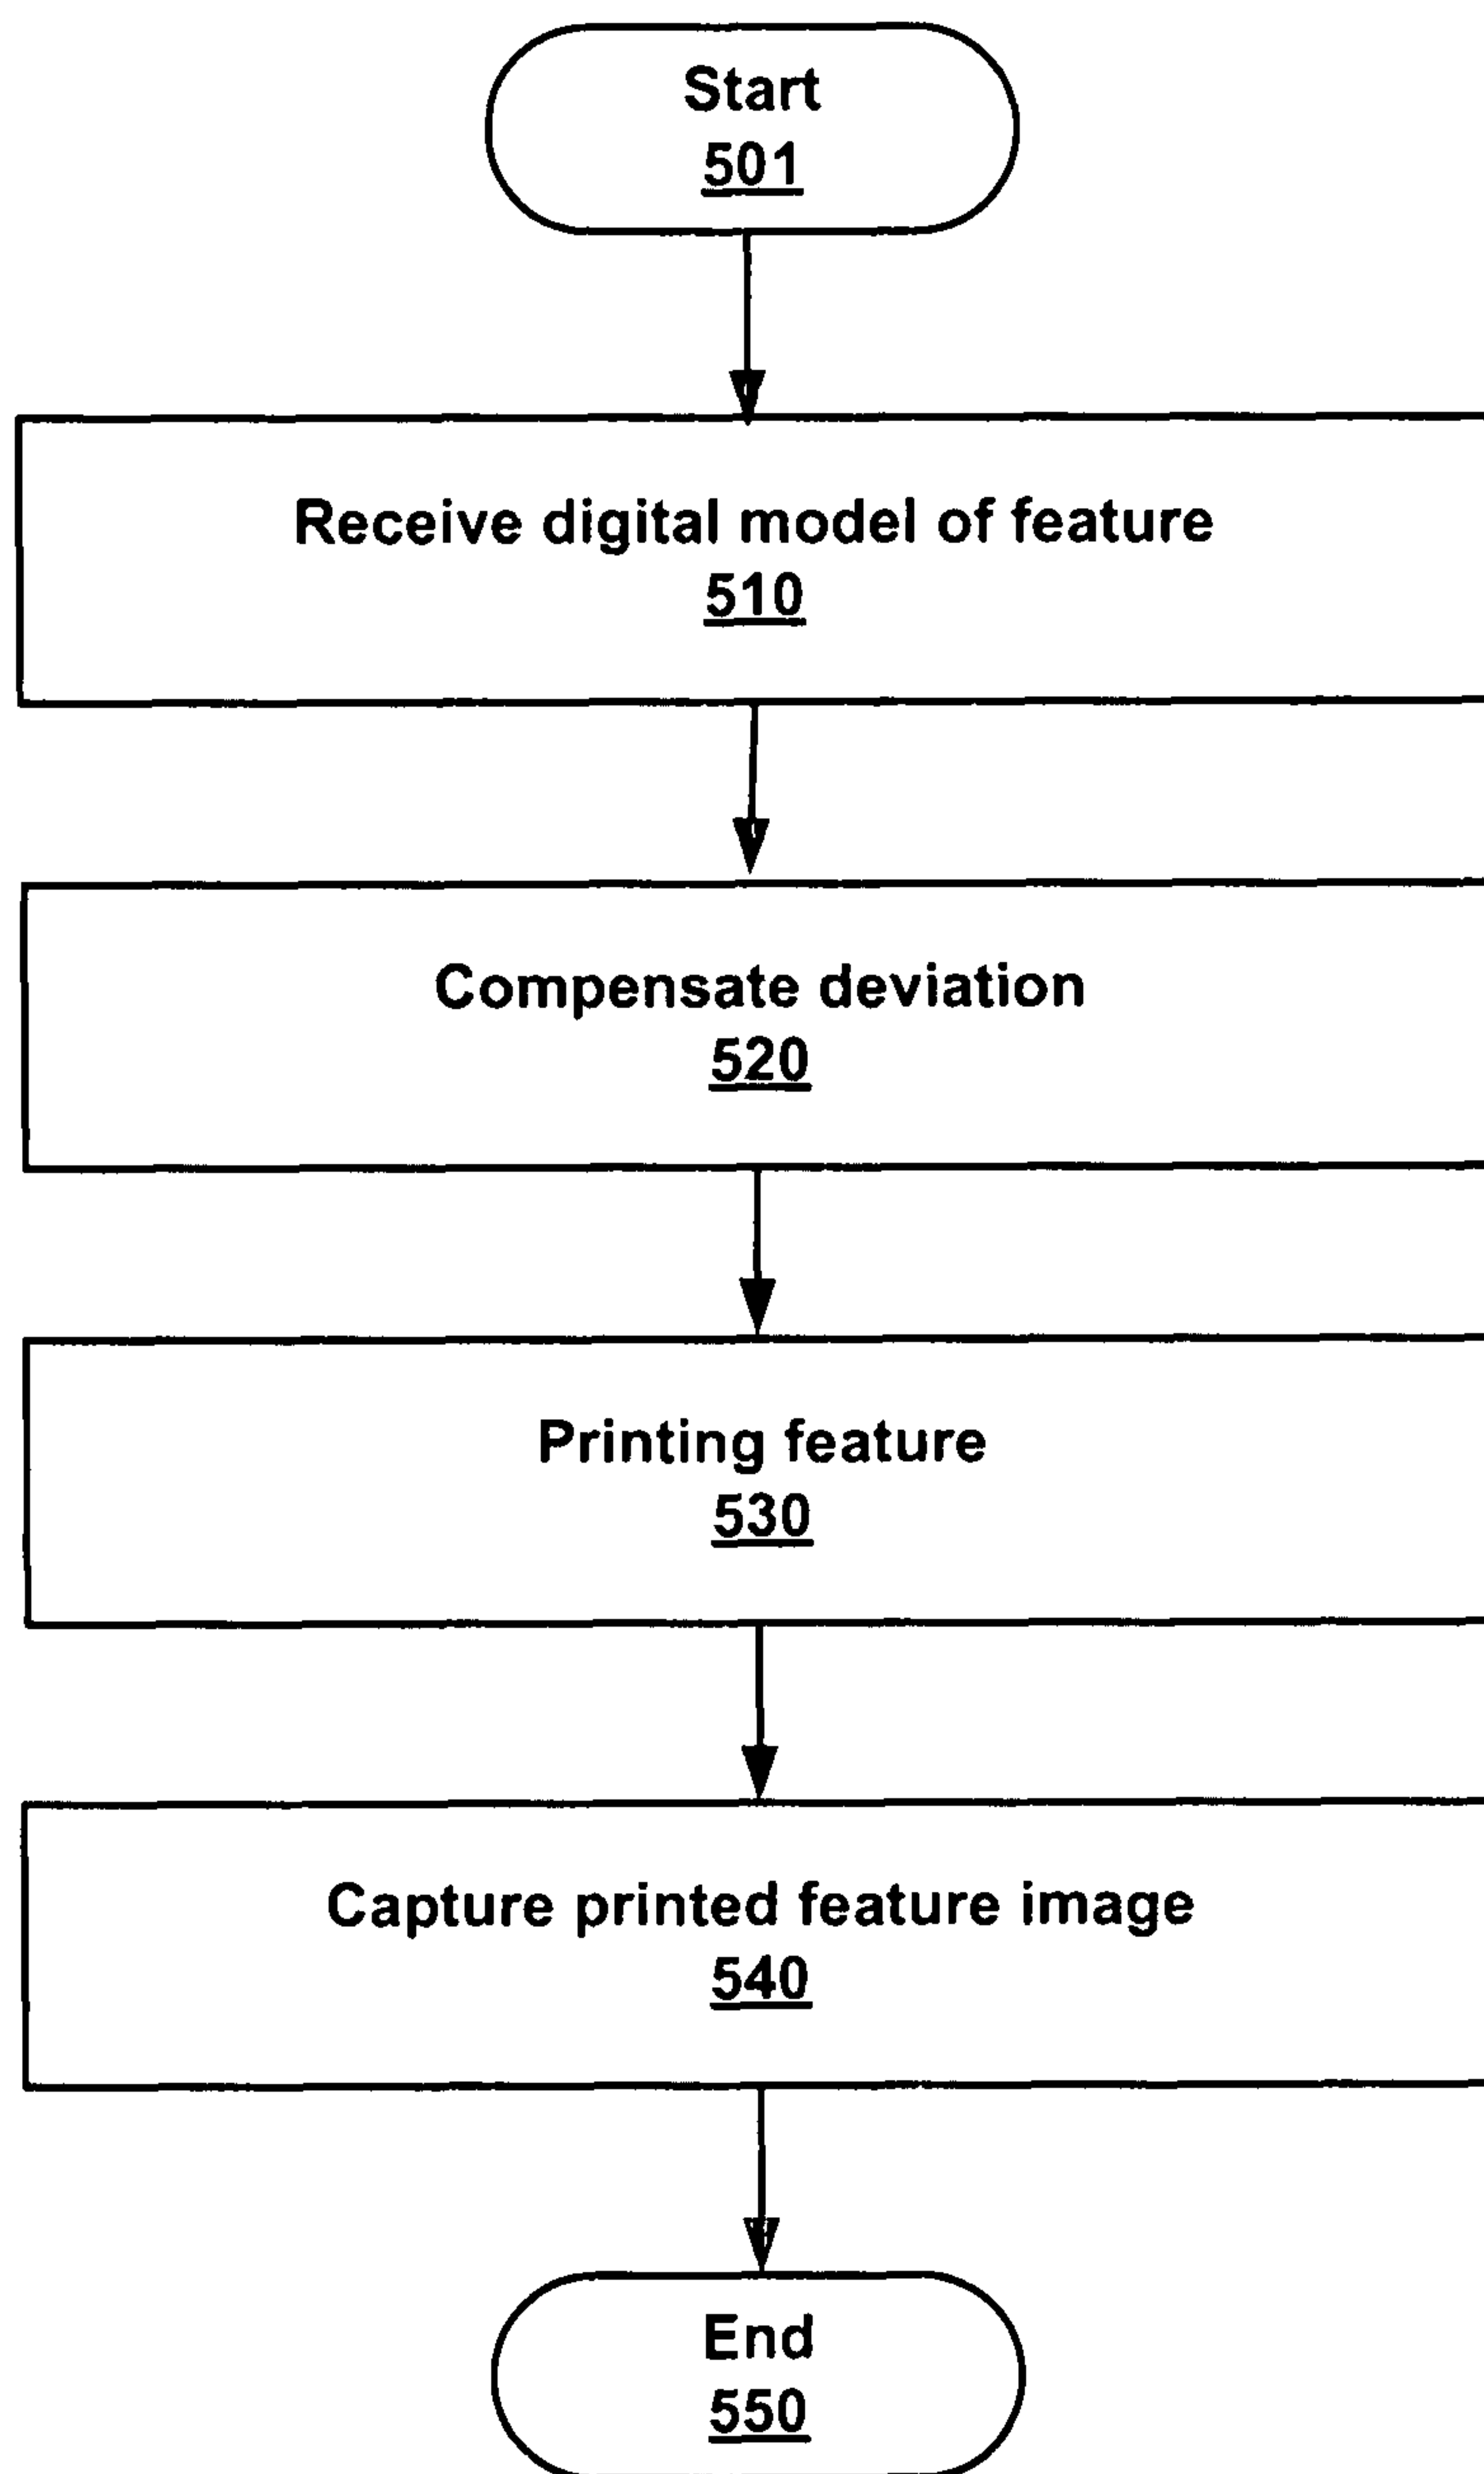 Start
501
Receive digital model of feature
510
Compensate deviation
520
Printing feature
530
Capture printed feature image
540
End
550